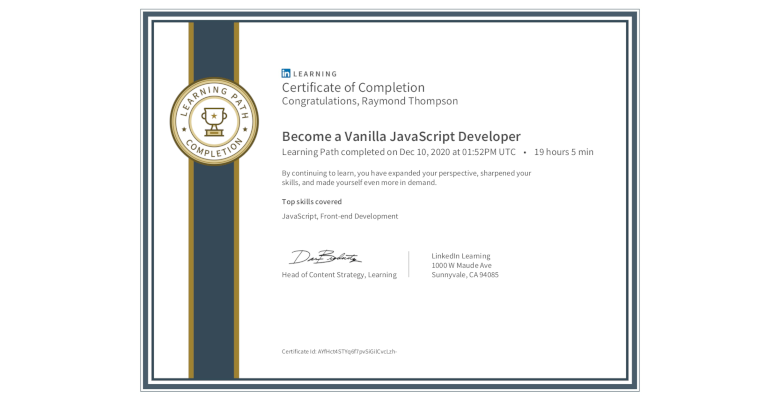 LEARNING PATH
COMPLETION
in LEARNING
Certificate of Completion
Congratulations, Raymond Thompson
Become a Vanilla JavaScript Developer
Learning Path completed on Dec 10, 2020 at 01:52PM UTC • 19 hours 5 min
By continuing to learn, you have expanded your perspective, sharpened your
skills, and made yourself even more in demand.
Top skills covered
JavaScript, Front-end Development
Head of Content Strategy, Learning
LinkedIn Learning
1000 W Maude Ave
Sunnyvale, CA 94085
Certificate Id: